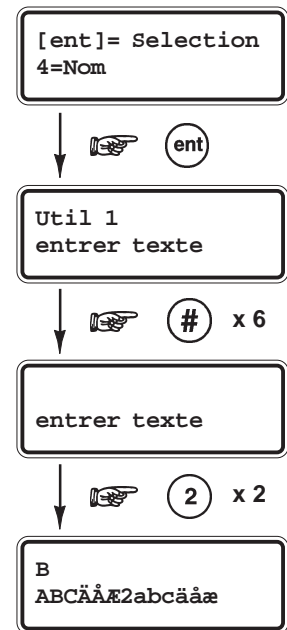 [ent]= Selection
4=Nom
ent
Util 1
entrer texte
# x 6
entrer texte
2 x 2
B
ABCÄÅÆ2abcäåæ